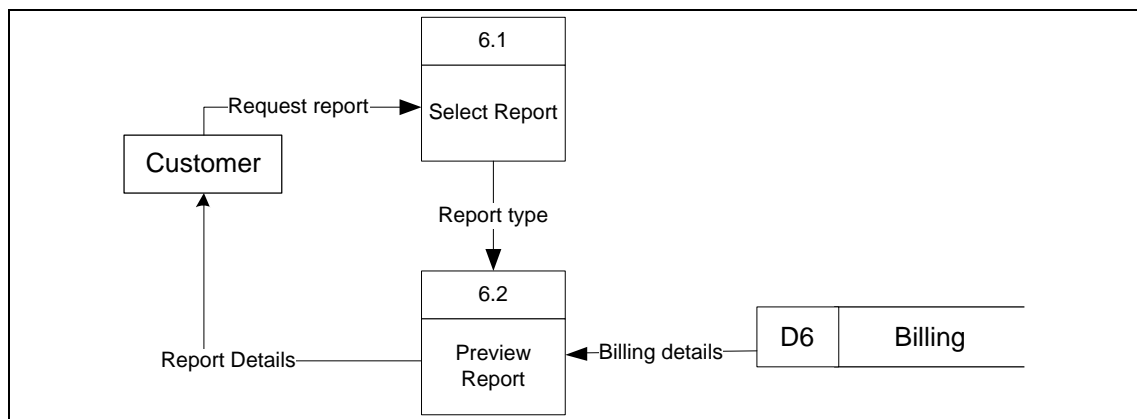 6.1
Request report
Select Report
Customer
Report type
6.2
D6
Billing
Billing details
Preview
Report
Report Details